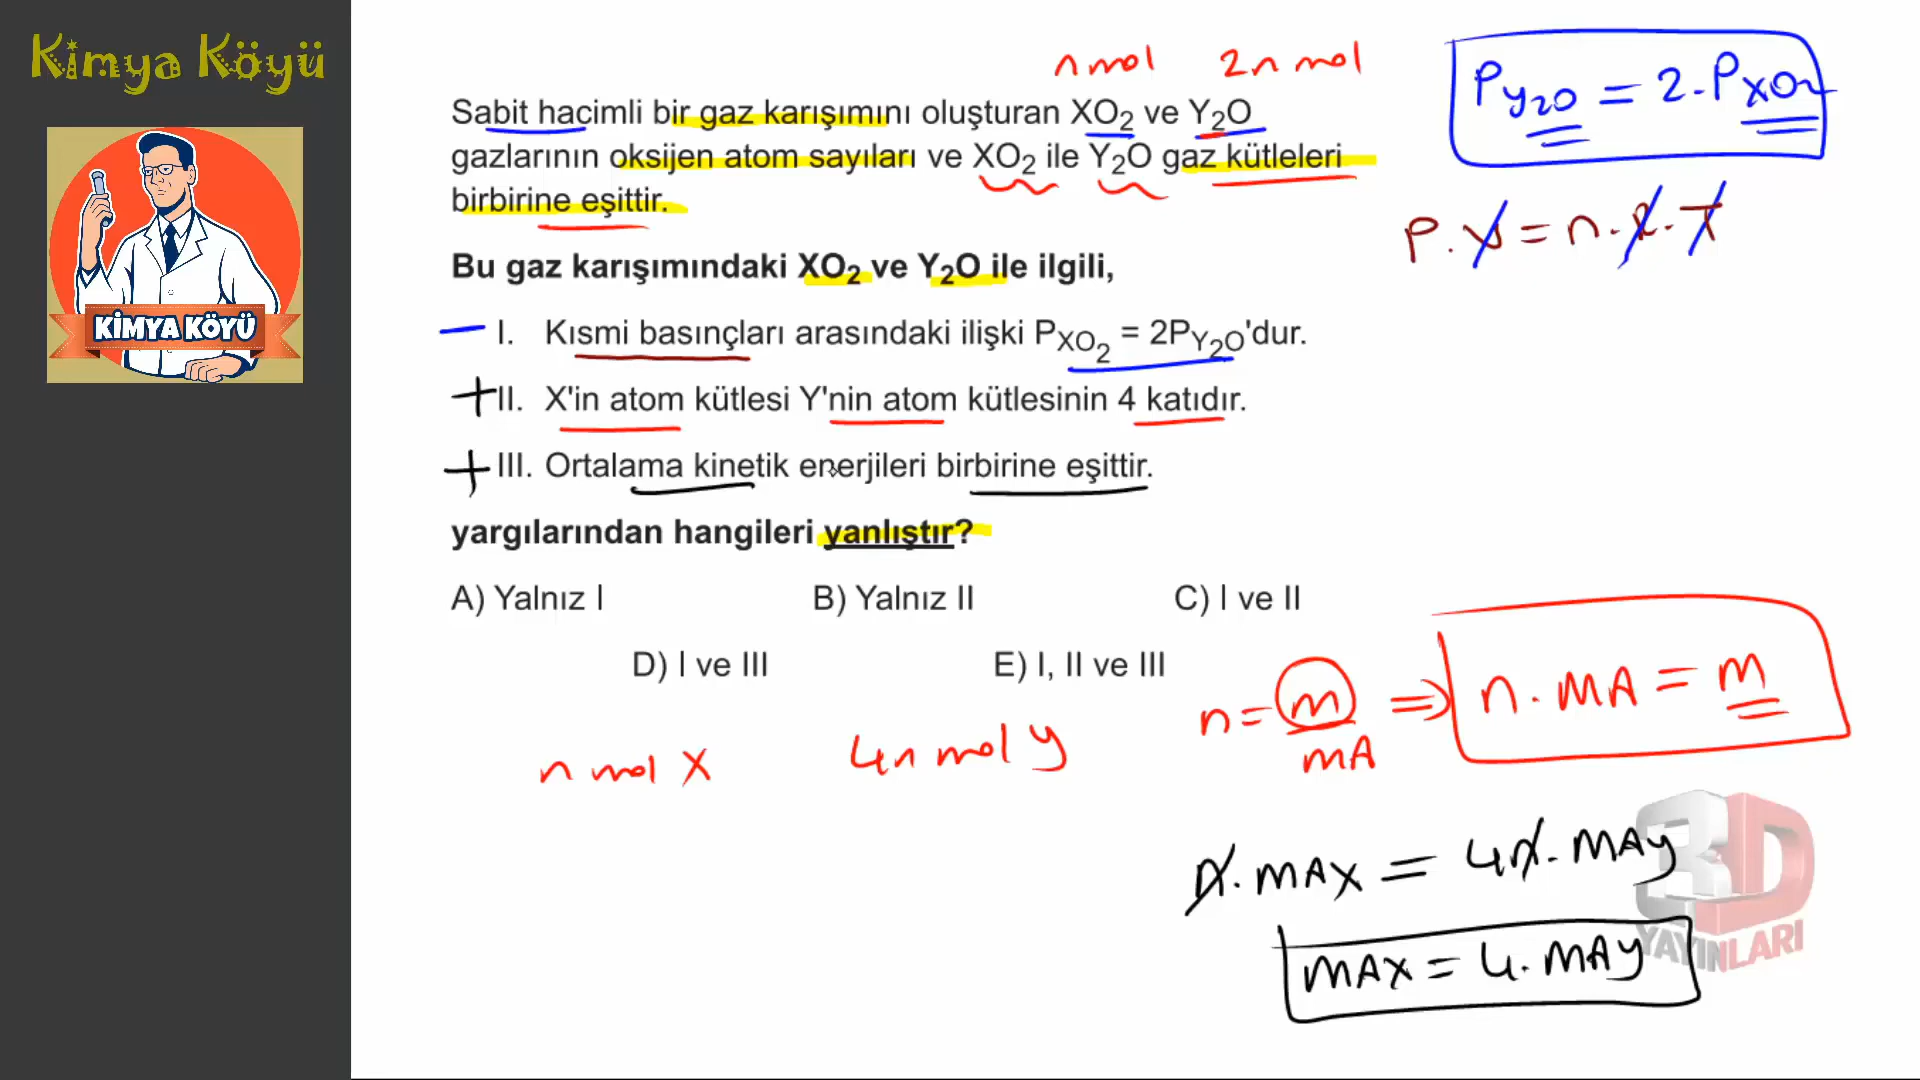 Kimya Köyü
KİMYA KÖYÜ
n mol 2n mol
Sabit hacimli bir gaz karışımını oluşturan XO₂ ve Y₂O
gazlarının oksijen atom sayıları ve XO₂ ile Y₂O gaz kütleleri
birbirine eşittir.
Bu gaz karışımındaki XO₂ ve Y₂O ile ilgili,
I. Kısmi basınçları arasındaki ilişki P_XO₂ = 2P_Y₂O'dur.
+ II. X'in atom kütlesi Y'nin atom kütlesinin 4 katıdır.
+ III. Ortalama kinetik enerjileri birbirine eşittir.
yargılarından hangileri yanlıştır?
A) Yalnız I B) Yalnız II C) I ve II
D) I ve III E) I, II ve III
n mol X 4n mol Y
P_Y₂O = 2.P_XO₂
P.V = n.R.T
n = m/MA ⇒ n.MA = m
n.MAX = 4n.MAY
MAX = 4.MAY
3D
YAYINLARI